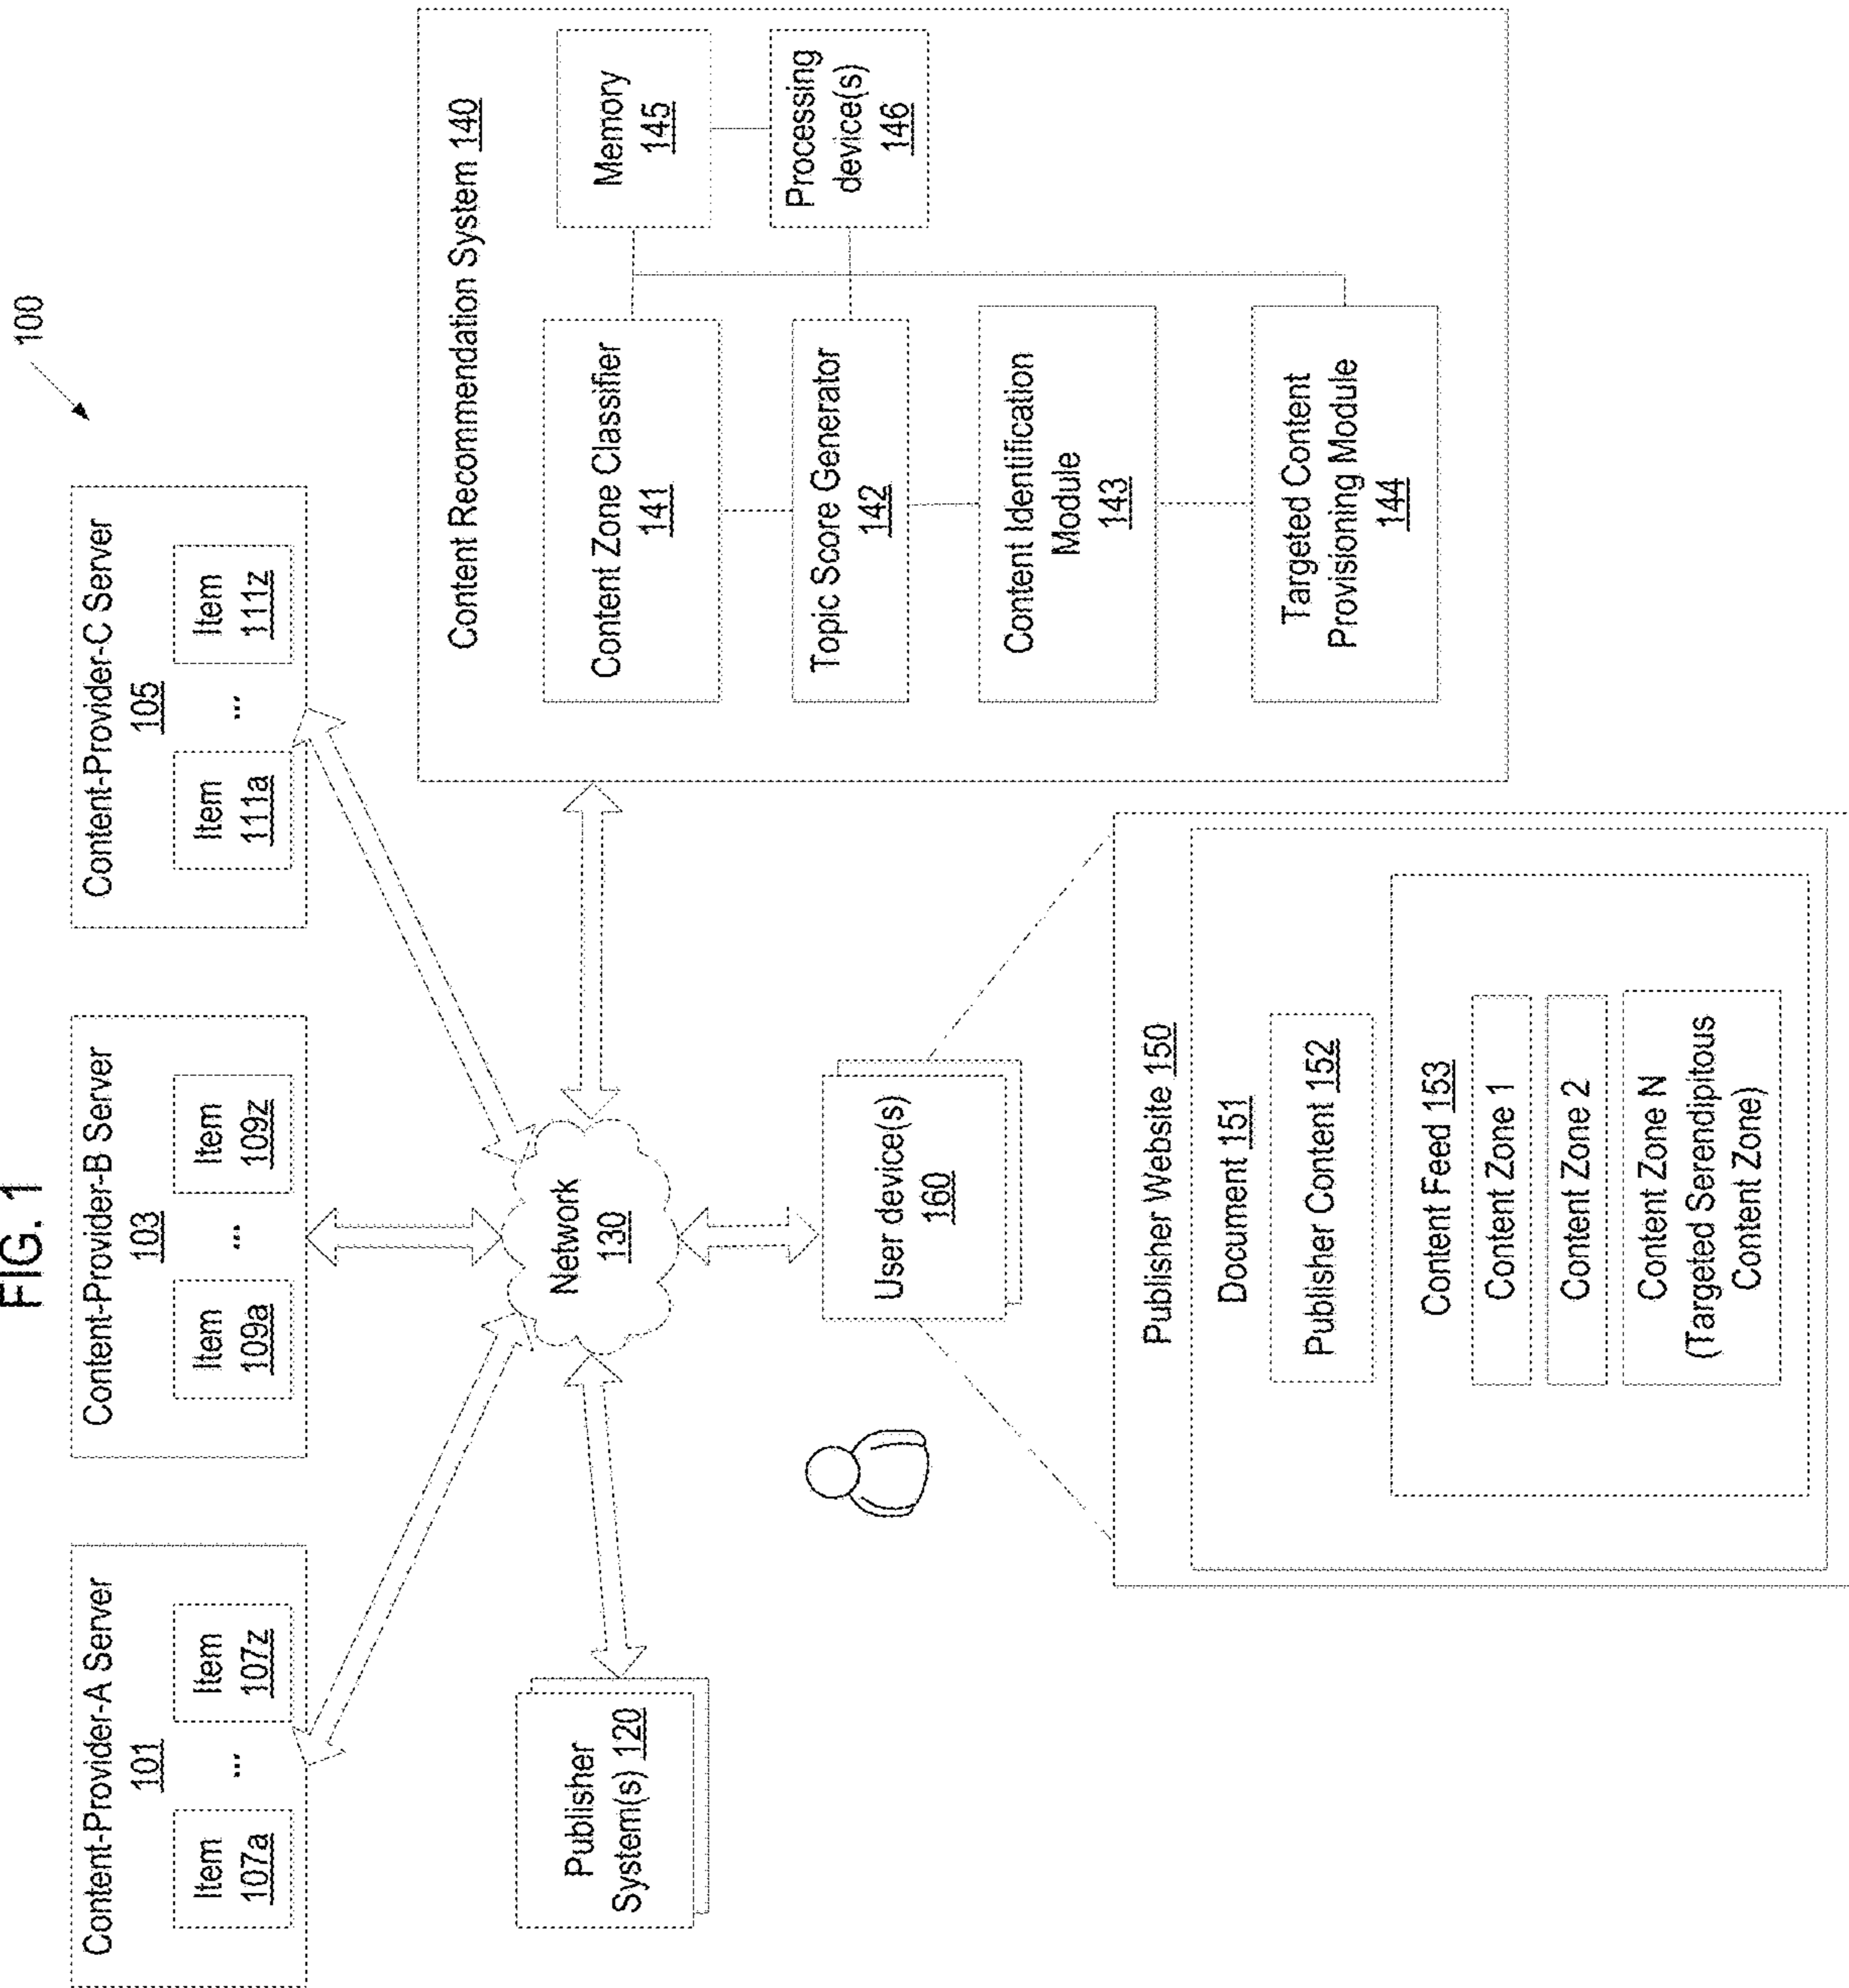 FIG. 1
100
Content-Provider-A Server
101
Item
107a
...
Item
107z
Content-Provider-B Server
103
Item
109a
...
Item
109z
Content-Provider-C Server
105
Item
111a
...
Item
111z
Publisher
System(s) 120
Network
130
User device(s)
160
Content Recommendation System 140
Content Zone Classifier
141
Topic Score Generator
142
Content Identification
Module
143
Targeted Content
Provisioning Module
144
Memory
145
Processing
device(s)
146
Publisher Website 150
Document 151
Publisher Content 152
Content Feed 153
Content Zone 1
Content Zone 2
Content Zone N
(Targeted Serendipitous
Content Zone)